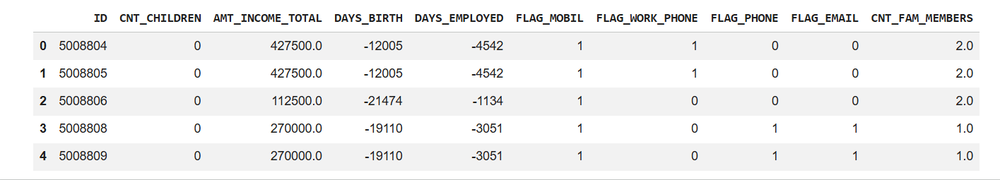 ID CNT_CHILDREN AMT_INCOME_TOTAL DAYS_BIRTH DAYS_EMPLOYED FLAG_MOBIL FLAG_WORK_PHONE FLAG_PHONE FLAG_EMAIL CNT_FAM_MEMBERS
0 5008804 0 427500.0 -12005 -4542 1 1 0 0 2.0
1 5008805 0 427500.0 -12005 -4542 1 1 0 0 2.0
2 5008806 0 112500.0 -21474 -1134 1 0 0 0 2.0
3 5008808 0 270000.0 -19110 -3051 1 0 1 1 1.0
4 5008809 0 270000.0 -19110 -3051 1 0 1 1 1.0